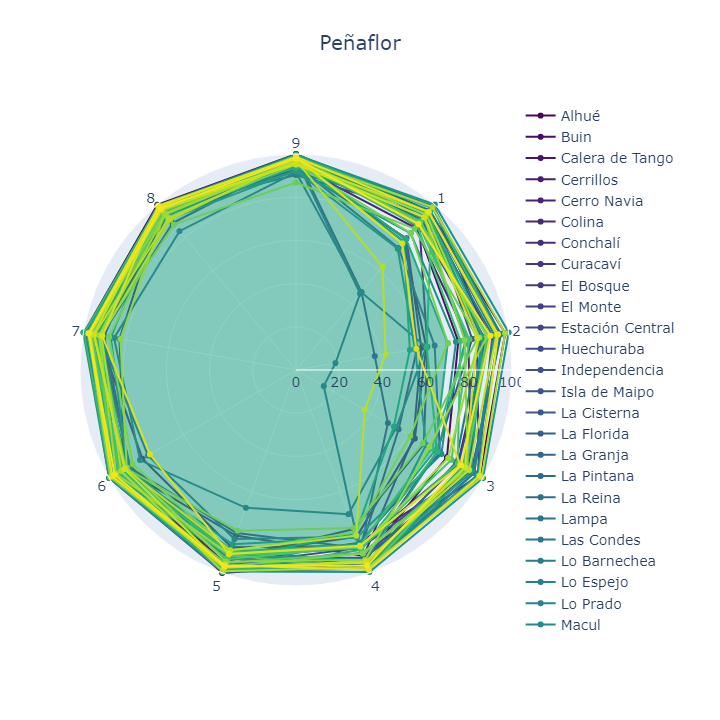 Peñaflor
9
1
2
3
4
5
6
7
8
0 20 40 60 80 100
Alhué
Buin
Calera de Tango
Cerrillos
Cerro Navia
Colina
Conchalí
Curacaví
El Bosque
El Monte
Estación Central
Huechuraba
Independencia
Isla de Maipo
La Cisterna
La Florida
La Granja
La Pintana
La Reina
Lampa
Las Condes
Lo Barnechea
Lo Espejo
Lo Prado
Macul